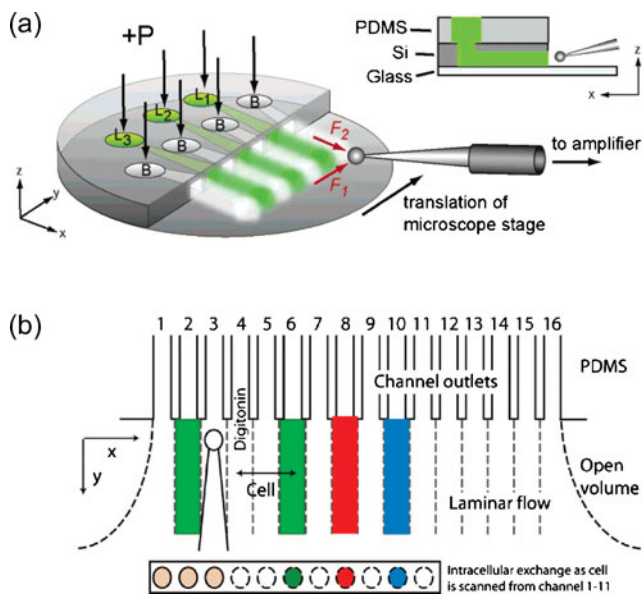 (a)
+P
L1
L2
L3
B
B
B
B
F2
F1
to amplifier
translation of
microscope stage
z
y
x
PDMS
Si
Glass
z
x
(b)
1 2 3 4 5 6 7 8 9 10 11 12 13 14 15 16
PDMS
Channel outlets
Digitonin
x
y
Cell
Open
volume
Laminar flow
Intracellular exchange as cell
is scanned from channel 1-11